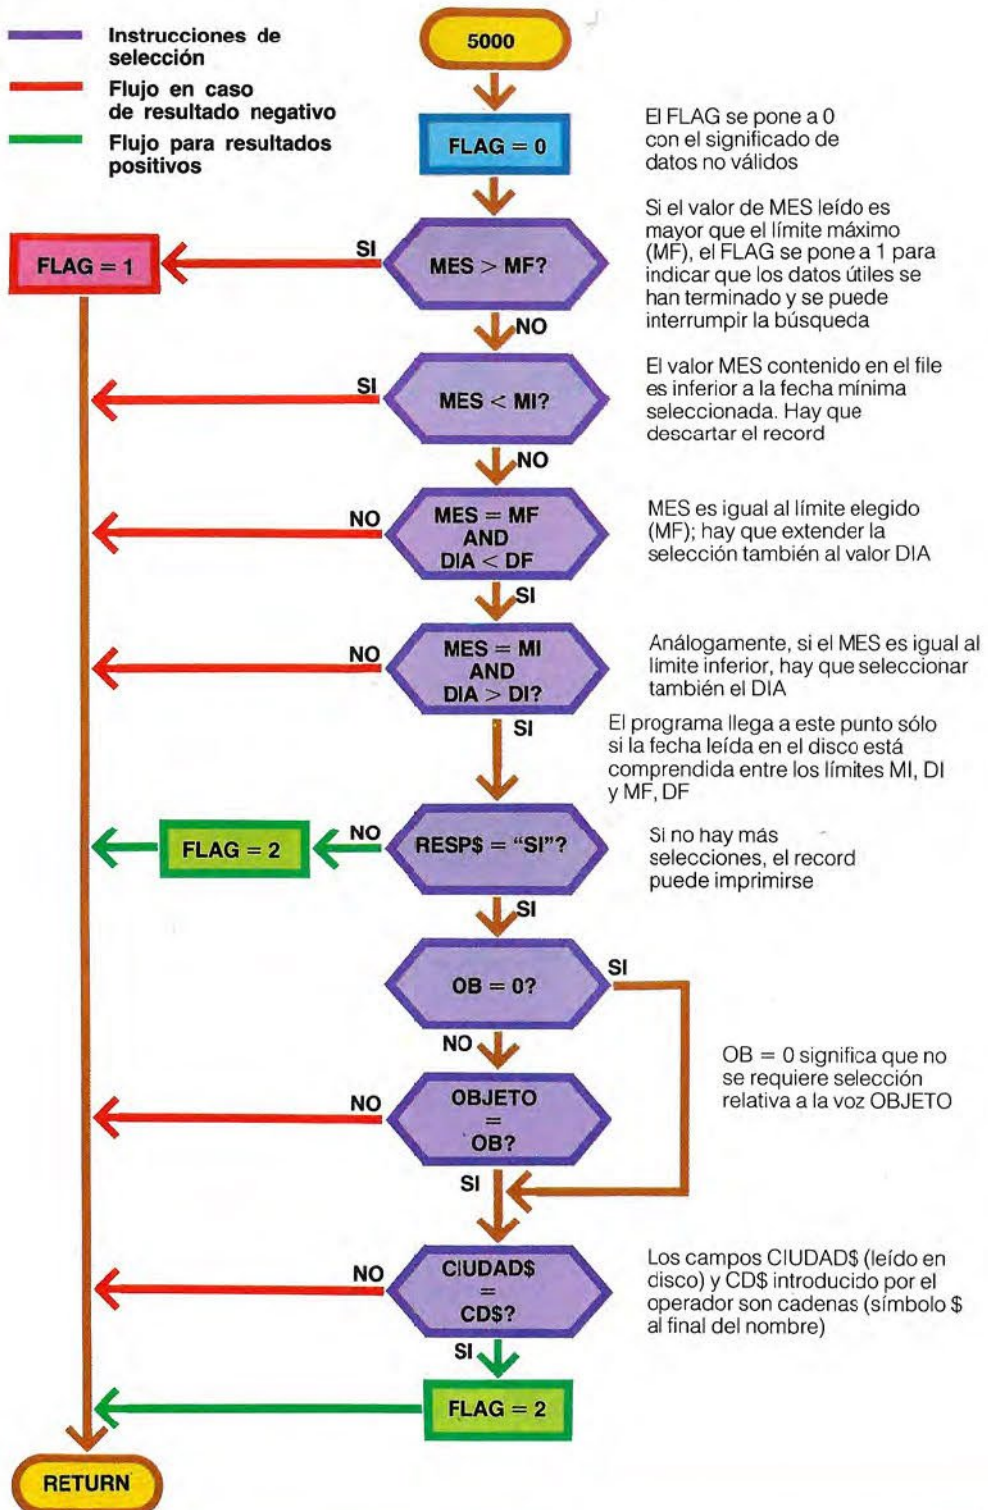 Instrucciones de
selección
Flujo en caso
de resultado negativo
Flujo para resultados
positivos
5000
FLAG = 0
El FLAG se pone a 0
con el significado de
datos no válidos
MES > MF?
SI
FLAG = 1
NO
Si el valor de MES leído es
mayor que el límite máximo
(MF), el FLAG se pone a 1 para
indicar que los datos útiles se
han terminado y se puede
interrumpir la búsqueda
MES < MI?
SI
NO
El valor MES contenido en el file
es inferior a la fecha mínima
seleccionada. Hay que
descartar el record
MES = MF
AND
DIA < DF
NO
SI
MES es igual al límite elegido
(MF); hay que extender la
selección también al valor DIA
MES = MI
AND
DIA > DI?
NO
SI
Análogamente, si el MES es igual al
límite inferior, hay que seleccionar
también el DIA
El programa llega a este punto sólo
si la fecha leída en el disco está
comprendida entre los límites MI, DI
y MF, DF
RESP$ = “SI”?
NO
FLAG = 2
SI
Si no hay más
selecciones, el record
puede imprimirse
OB = 0?
SI
NO
OB = 0 significa que no
se requiere selección
relativa a la voz OBJETO
OBJETO
=
OB?
NO
SI
CIUDAD$
=
CD$?
NO
SI
Los campos CIUDAD$ (leído en
disco) y CD$ introducido por el
operador son cadenas (símbolo $
al final del nombre)
FLAG = 2
RETURN